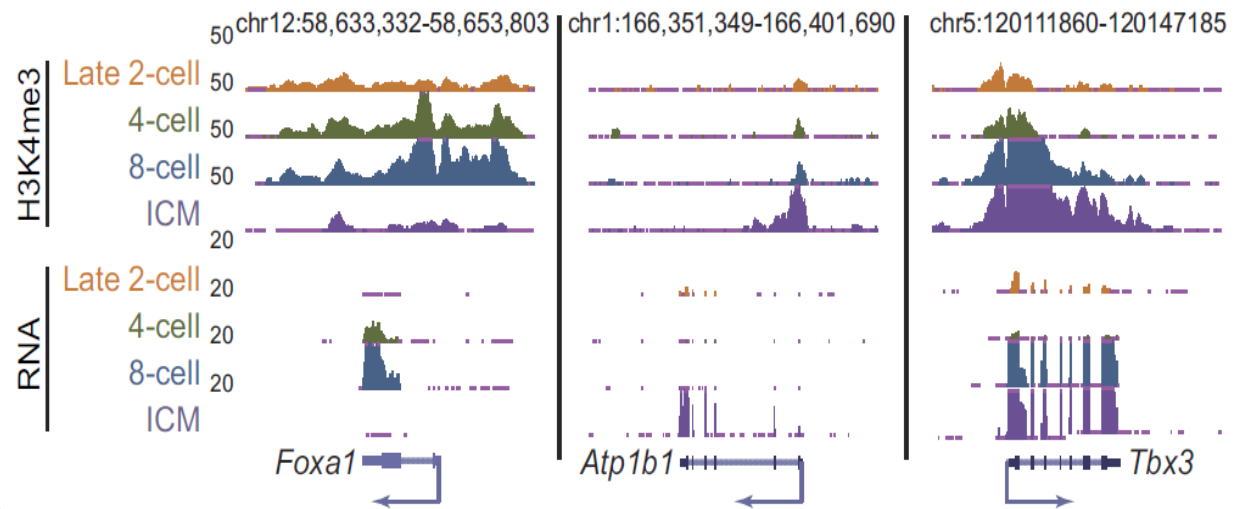 chr12:58,633,332-58,653,803 chr1:166,351,349-166,401,690 chr5:120111860-120147185
50
H3K4me3
Late 2-cell 50
4-cell 50
8-cell 50
ICM
20
RNA
Late 2-cell 20
4-cell 20
8-cell 20
ICM
Foxa1 Atp1b1 Tbx3